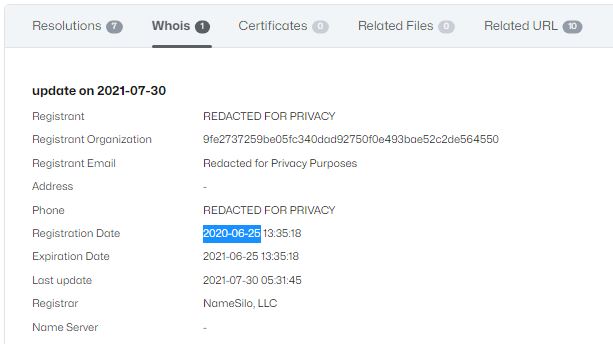 Resolutions 7 Whois 1 Certificates 0 Related Files 0 Related URL 10
update on 2021-07-30
Registrant REDACTED FOR PRIVACY
Registrant Organization 9fe2737259be05fc340dad92750f0e493bae52c2de564550
Registrant Email Redacted for Privacy Purposes
Address -
Phone REDACTED FOR PRIVACY
Registration Date 2020-06-25 13:35:18
Expiration Date 2021-06-25 13:35:18
Last update 2021-07-30 05:31:45
Registrar NameSilo, LLC
Name Server -